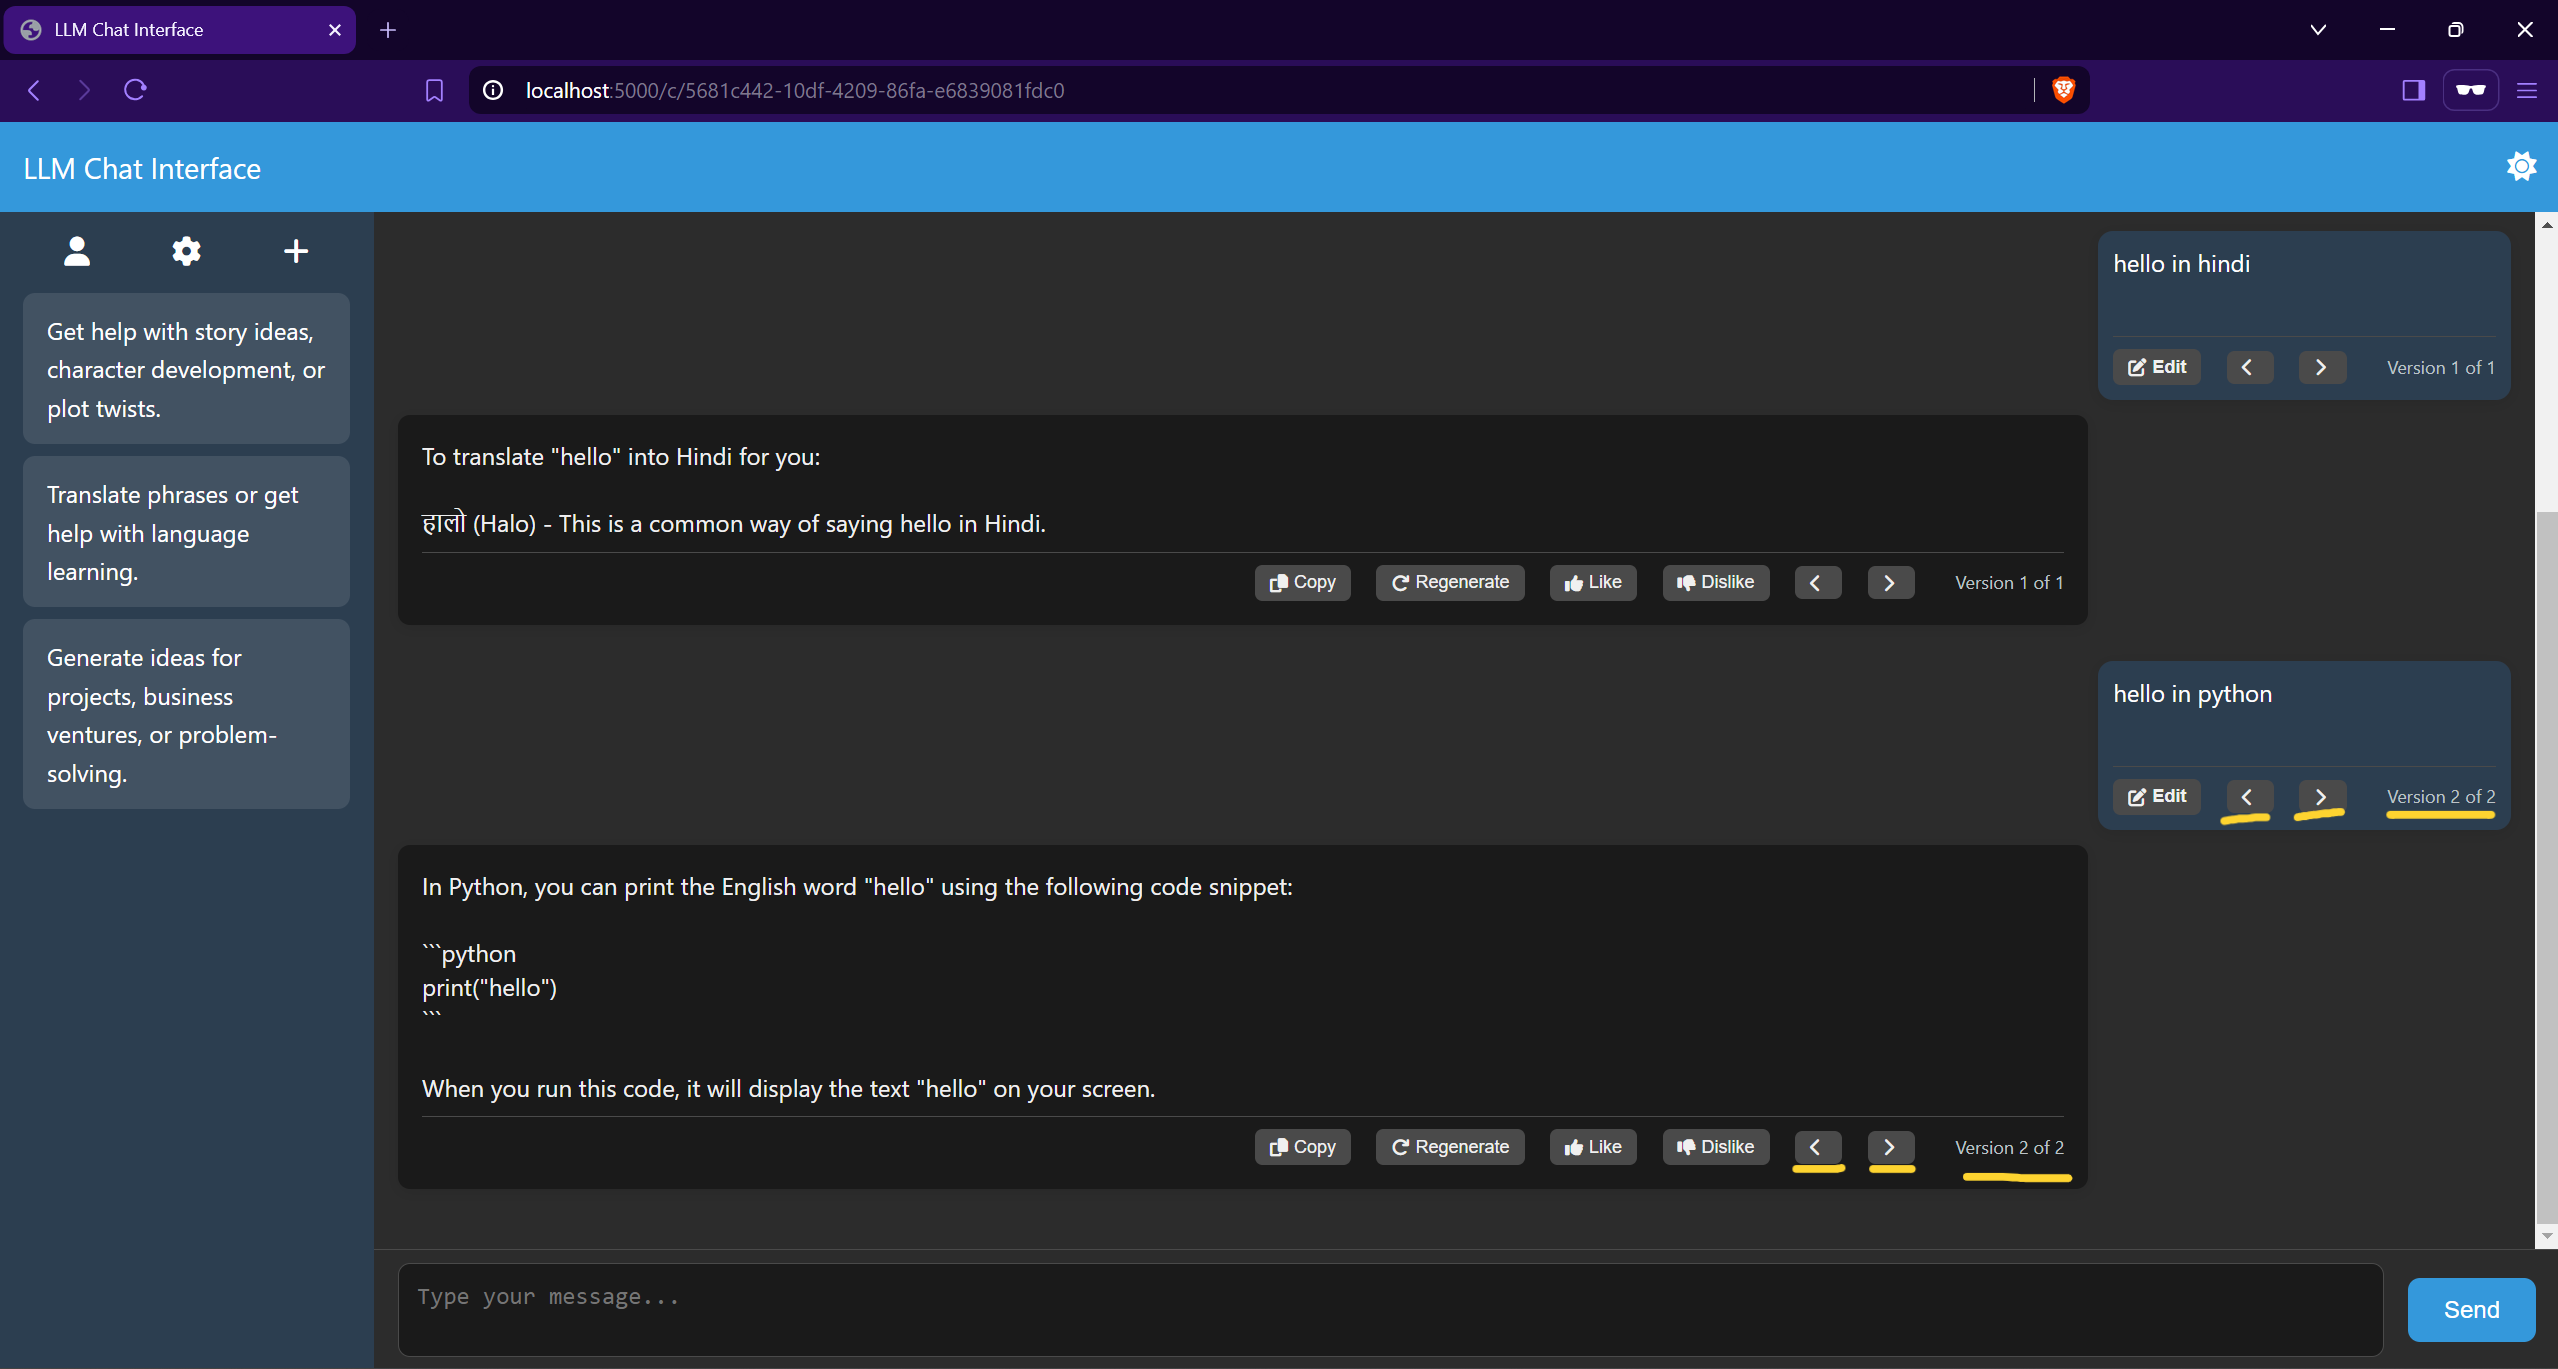 LLM Chat Interface
localhost:5000/c/5681c442-10df-4209-86fa-e6839081fdc0
LLM Chat Interface
Get help with story ideas,
character development, or
plot twists.
Translate phrases or get
help with language
learning.
Generate ideas for
projects, business
ventures, or problem-
solving.
hello in hindi
Edit
Version 1 of 1
To translate "hello" into Hindi for you:
हालो (Halo) - This is a common way of saying hello in Hindi.
Copy Regenerate Like Dislike Version 1 of 1
hello in python
Edit
Version 2 of 2
In Python, you can print the English word "hello" using the following code snippet:
```python
print("hello")
```
When you run this code, it will display the text "hello" on your screen.
Copy Regenerate Like Dislike Version 2 of 2
Type your message...
Send